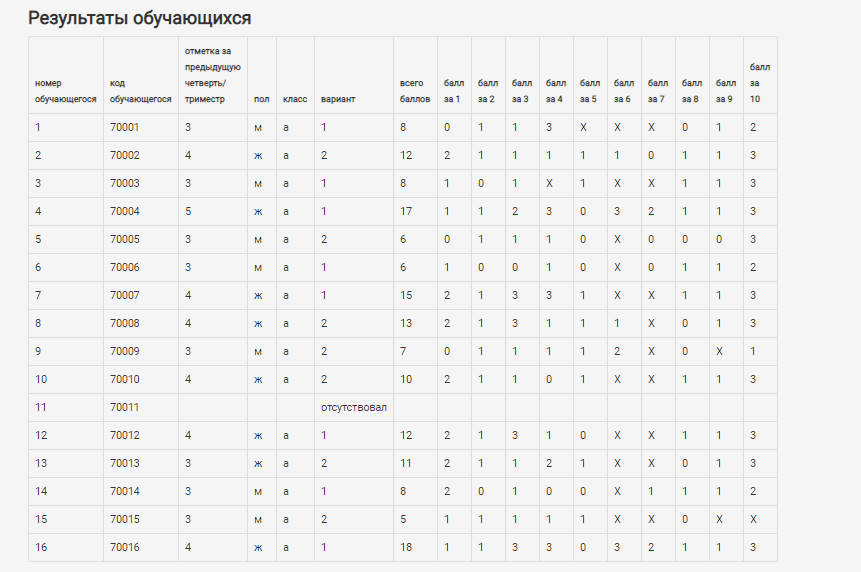 Результаты обучающихся
номер обучающегося код обучающегося отметка за предыдущую четверть/триместр пол класс вариант всего баллов балл за 1 балл за 2 балл за 3 балл за 4 балл за 5 балл за 6 балл за 7 балл за 8 балл за 9 балл за 10
1 70001 3 м а 1 8 0 1 1 3 X X X 0 1 2
2 70002 4 ж а 2 12 2 1 1 1 1 1 0 1 1 3
3 70003 3 м а 1 8 1 0 1 X 1 X X 1 1 3
4 70004 5 ж а 1 17 1 1 2 3 0 3 2 1 1 3
5 70005 3 м а 2 6 0 1 1 1 0 X 0 0 0 3
6 70006 3 м а 1 6 1 0 0 1 0 X 0 1 1 2
7 70007 4 ж а 1 15 2 1 3 3 1 X X 1 1 3
8 70008 4 ж а 2 13 2 1 3 1 1 1 X 0 1 3
9 70009 3 м а 2 7 0 1 1 1 1 2 X 0 X 1
10 70010 4 ж а 2 10 2 1 1 0 1 X X 1 1 3
11 70011 отсутствовал
12 70012 4 ж а 1 12 2 1 3 1 0 X X 1 1 3
13 70013 3 ж а 2 11 2 1 1 2 1 X X 0 1 3
14 70014 3 м а 1 8 2 0 1 0 0 X 1 1 1 2
15 70015 3 м а 2 5 1 1 1 1 1 X X 0 X X
16 70016 4 ж а 1 18 1 1 3 3 0 3 2 1 1 3